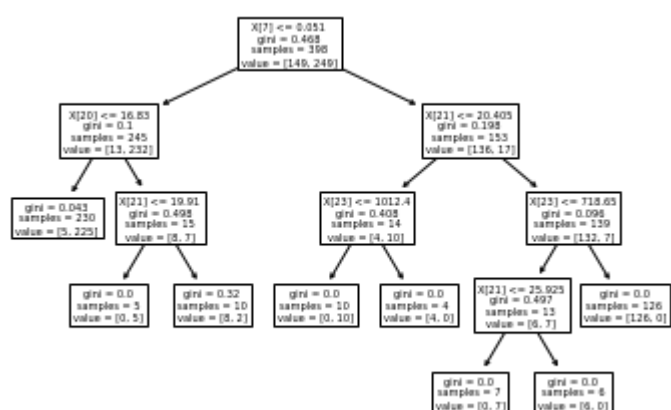 X[7] <= 0.051
gini = 0.468
samples = 398
value = [149, 249]
X[20] <= 16.83
gini = 0.1
samples = 245
value = [13, 232]
X[21] <= 20.405
gini = 0.198
samples = 153
value = [136, 17]
gini = 0.043
samples = 230
value = [5, 225]
X[21] <= 19.91
gini = 0.498
samples = 15
value = [8, 7]
X[23] <= 1012.4
gini = 0.408
samples = 14
value = [4, 10]
X[23] <= 718.65
gini = 0.096
samples = 139
value = [132, 7]
gini = 0.0
samples = 5
value = [0, 5]
gini = 0.32
samples = 10
value = [8, 2]
gini = 0.0
samples = 10
value = [0, 10]
gini = 0.0
samples = 4
value = [4, 0]
X[21] <= 25.925
gini = 0.497
samples = 13
value = [6, 7]
gini = 0.0
samples = 126
value = [126, 0]
gini = 0.0
samples = 7
value = [0, 7]
gini = 0.0
samples = 6
value = [6, 0]